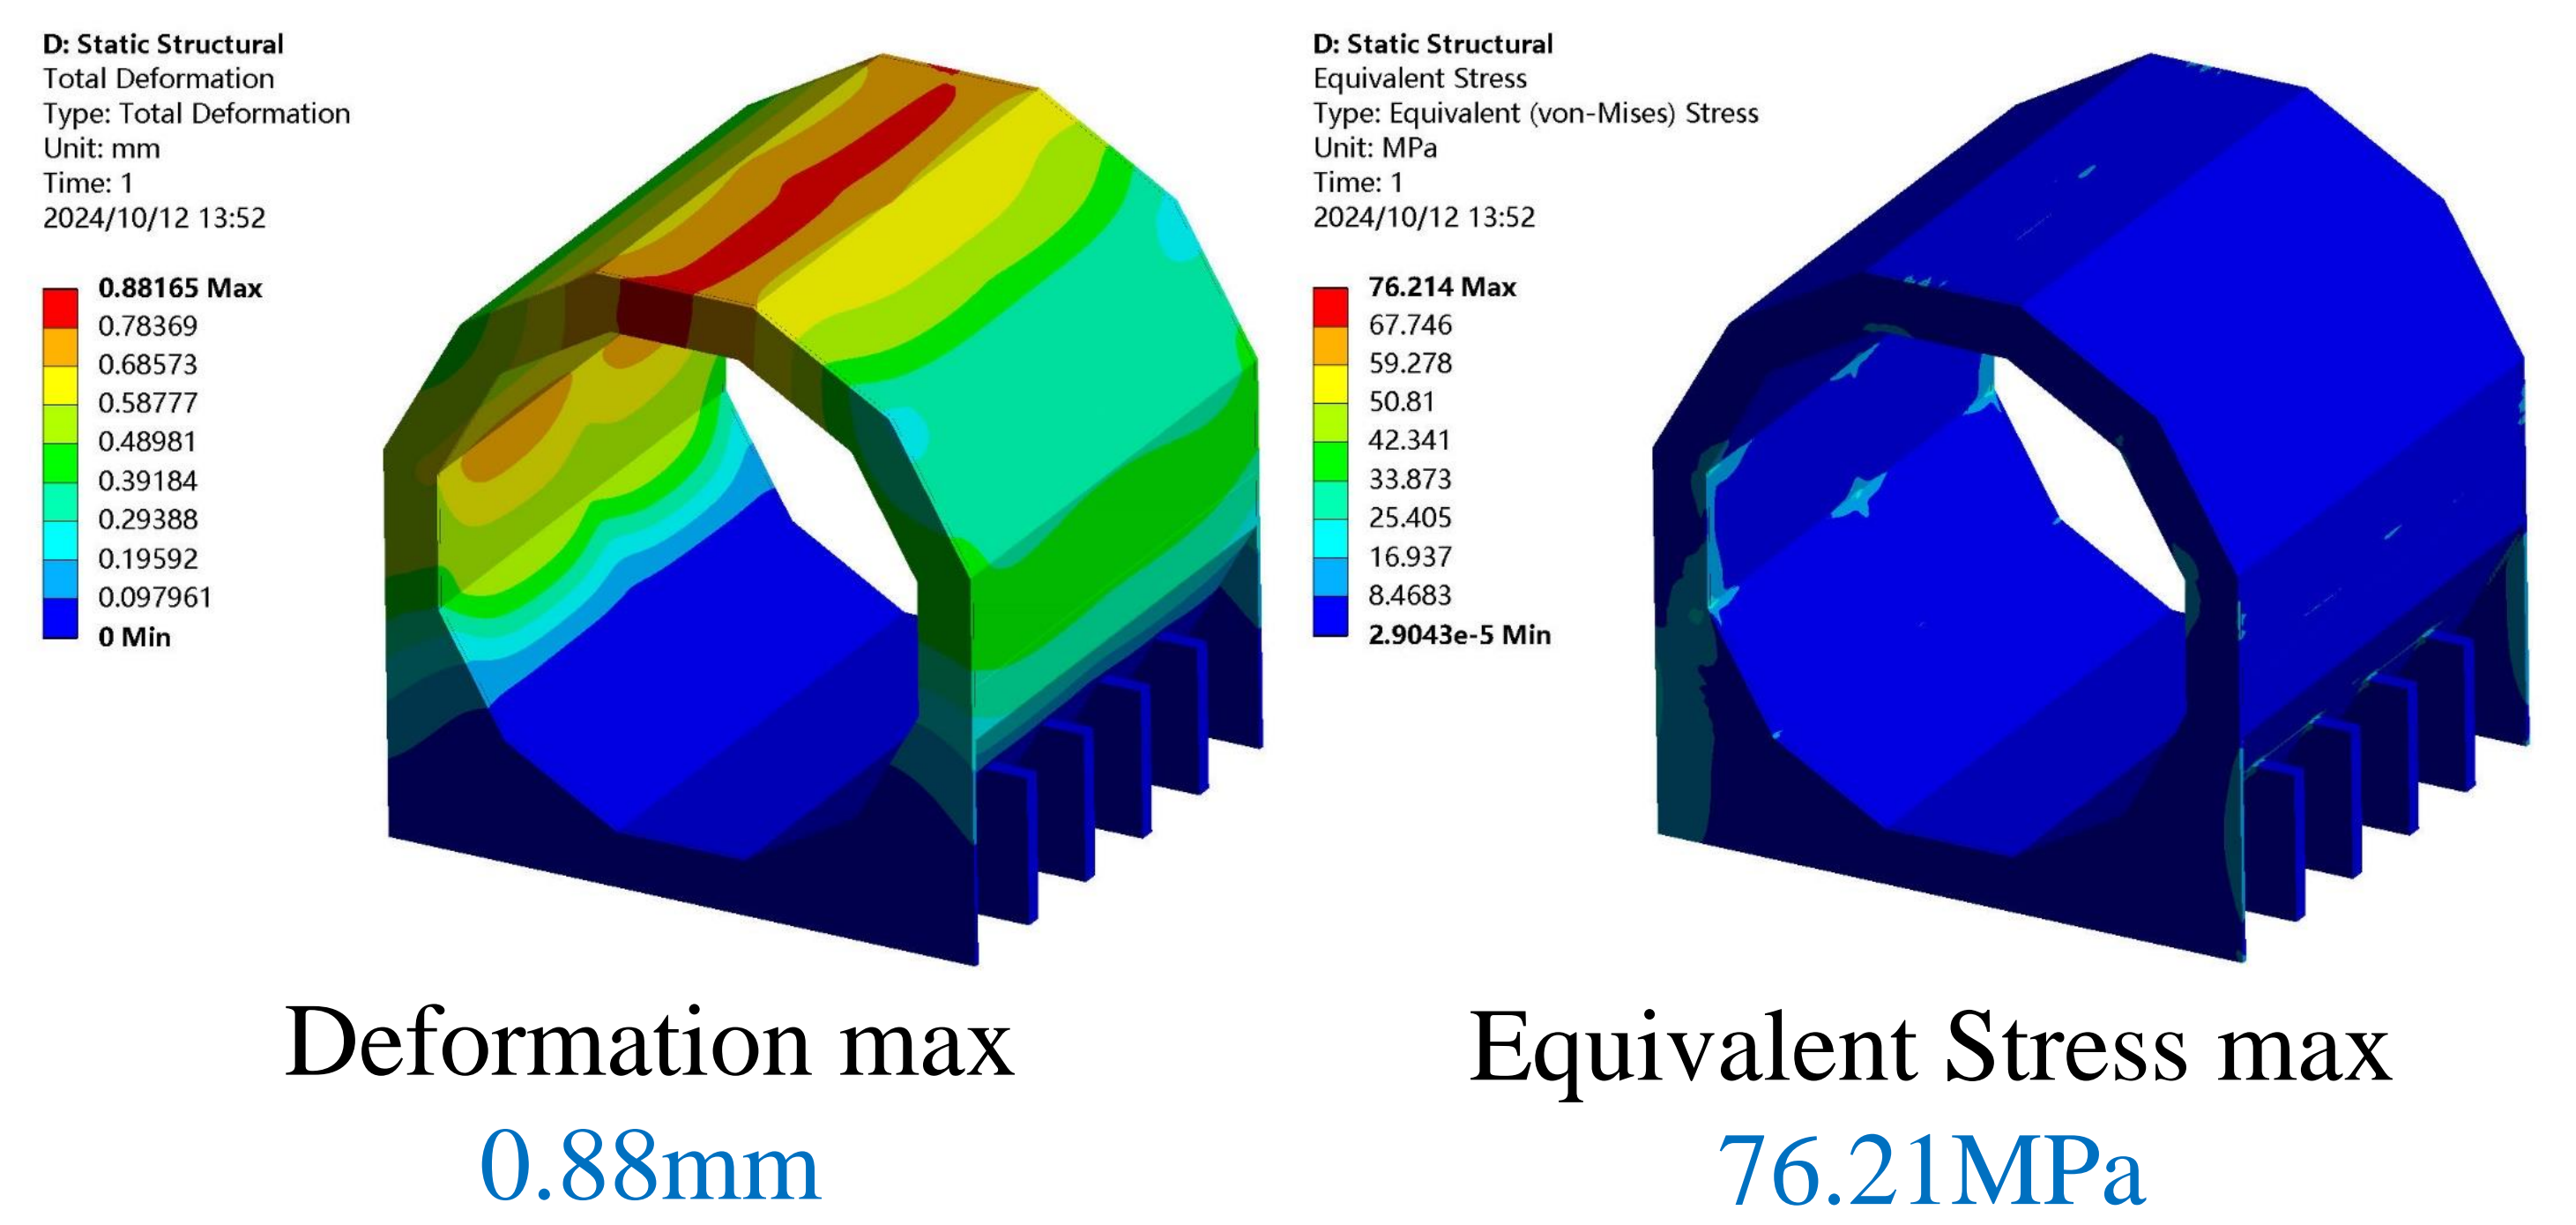 D: Static Structural
Total Deformation
Type: Total Deformation
Unit: mm
Time: 1
2024/10/12 13:52
0.88165 Max
0.78369
0.68573
0.58777
0.48981
0.39184
0.29388
0.19592
0.097961
0 Min
D: Static Structural
Equivalent Stress
Type: Equivalent (von-Mises) Stress
Unit: MPa
Time: 1
2024/10/12 13:52
76.214 Max
67.746
59.278
50.81
42.341
33.873
25.405
16.937
8.4683
2.9043e-5 Min
Deformation max
0.88mm
Equivalent Stress max
76.21MPa